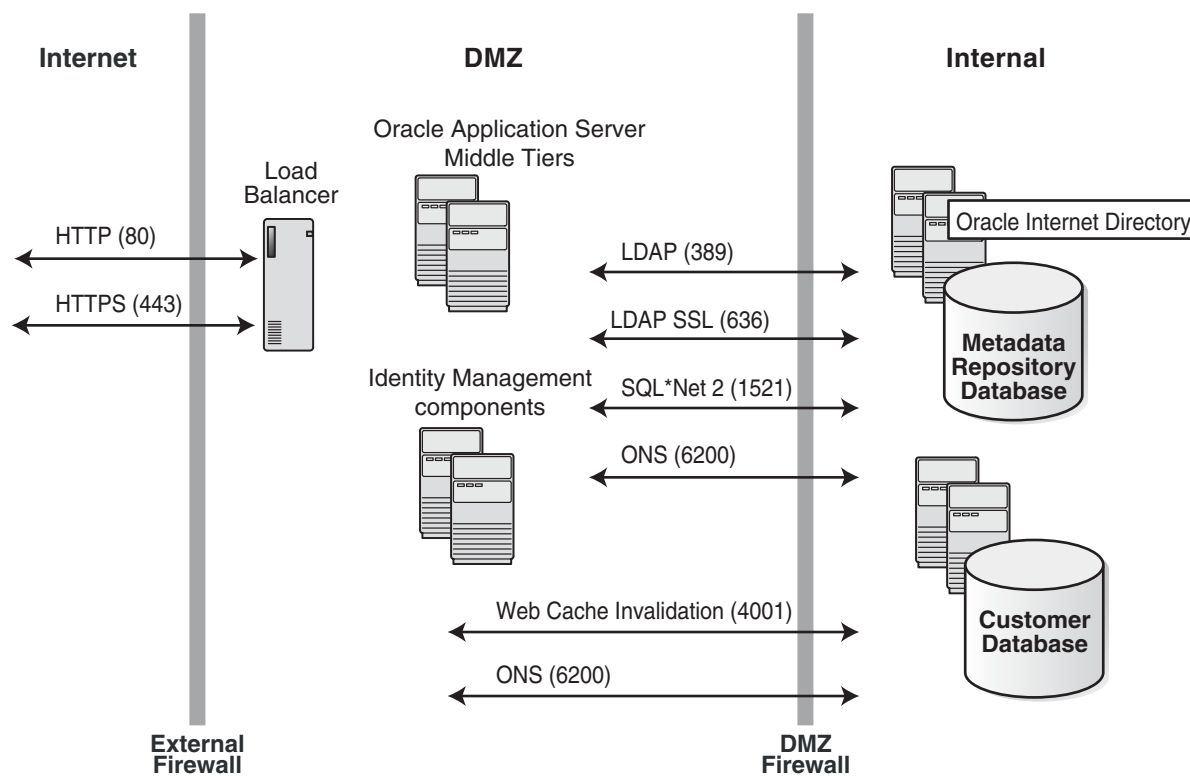 Internet
DMZ
Internal
Oracle Application Server
Middle Tiers
Load
Balancer
HTTP (80)
HTTPS (443)
LDAP (389)
LDAP SSL (636)
Oracle Internet Directory
Metadata
Repository
Database
Identity Management
components
SQL*Net 2 (1521)
ONS (6200)
Web Cache Invalidation (4001)
ONS (6200)
Customer
Database
External
Firewall
DMZ
Firewall